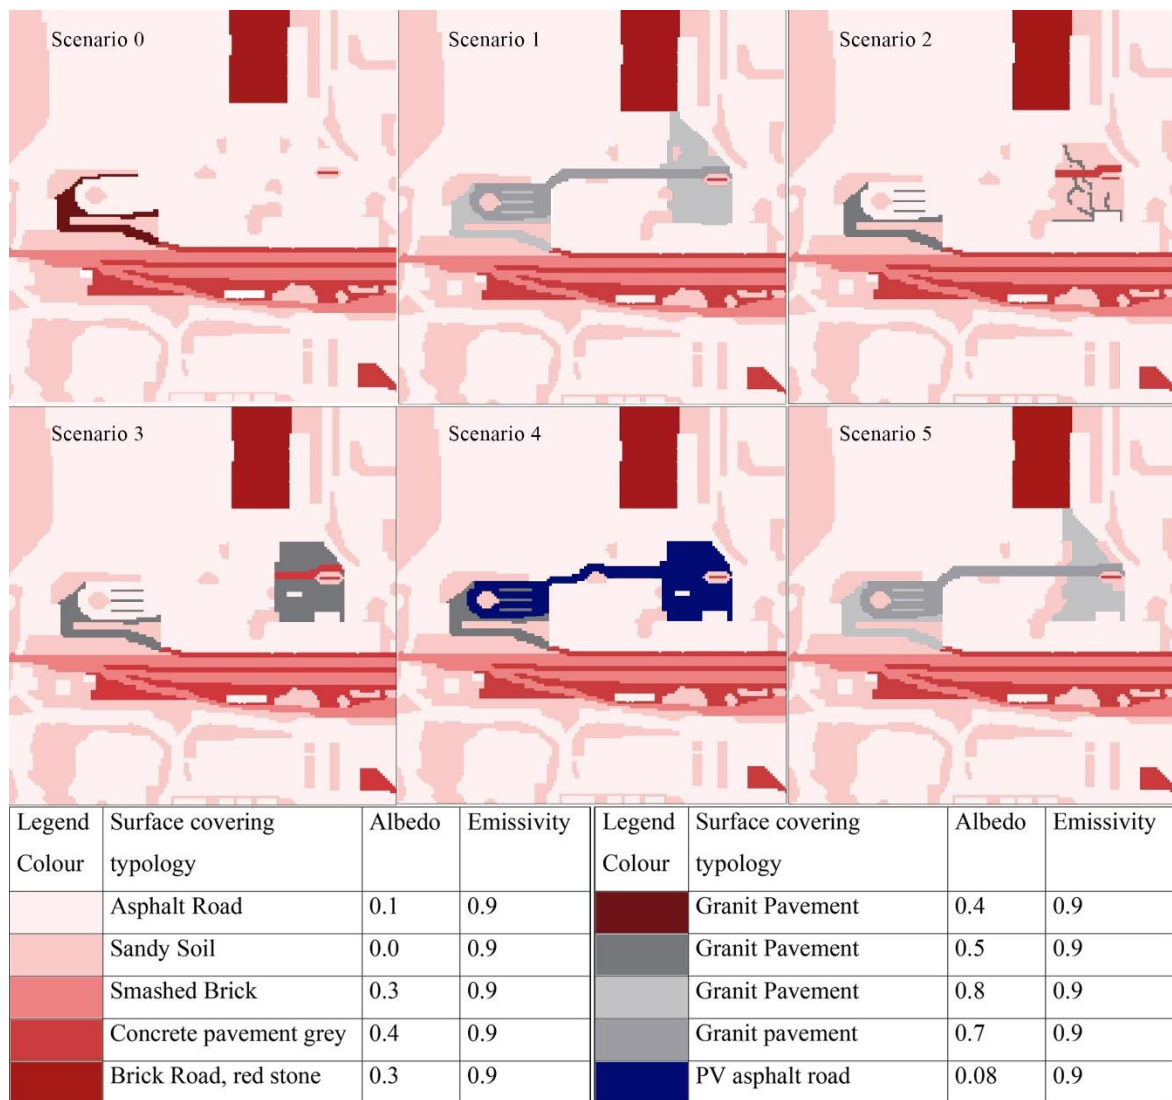 Scenario 0
Scenario 1
Scenario 2
Scenario 3
Scenario 4
Scenario 5
Legend Colour Surface covering typology Albedo Emissivity Legend Colour Surface covering typology Albedo Emissivity
Asphalt Road 0.1 0.9 Granit Pavement 0.4 0.9
Sandy Soil 0.0 0.9 Granit Pavement 0.5 0.9
Smashed Brick 0.3 0.9 Granit Pavement 0.8 0.9
Concrete pavement grey 0.4 0.9 Granit pavement 0.7 0.9
Brick Road, red stone 0.3 0.9 PV asphalt road 0.08 0.9